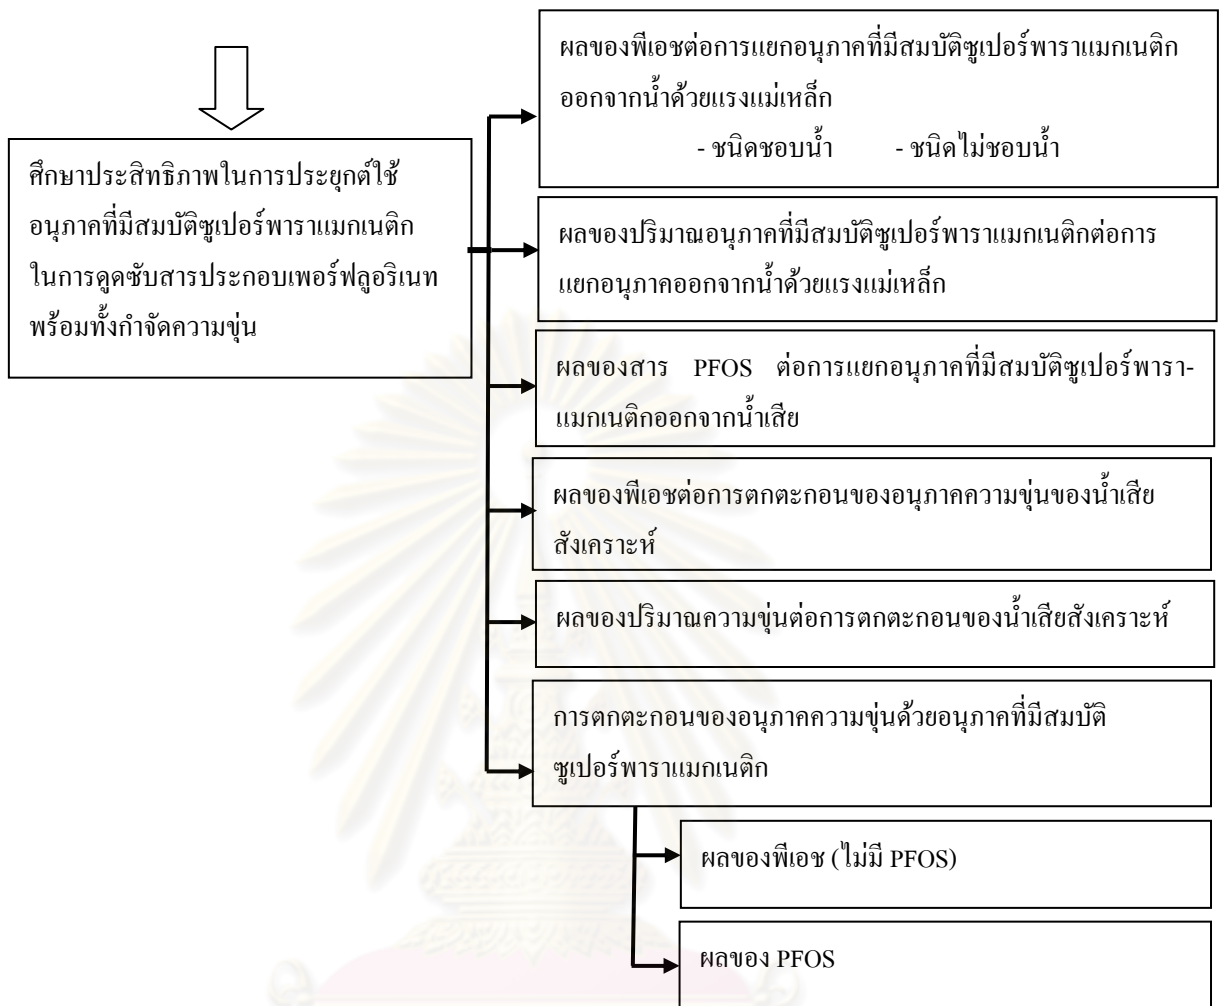 ศึกษาประสิทธิภาพในการประยุกต์ใช้
อนุภาคที่มีสมบัติซูเปอร์พาราแมกเนติก
ในการดูดซับสารประกอบเพอร์ฟลูอริเนท
พร้อมทั้งกำจัดความขุ่น
ผลของพีเอชต่อการแยกอนุภาคที่มีสมบัติซูเปอร์พาราแมกเนติก
ออกจากน้ำด้วยแรงแม่เหล็ก
- ชนิดชอบน้ำ - ชนิดไม่ชอบน้ำ
ผลของปริมาณอนุภาคที่มีสมบัติซูเปอร์พาราแมกเนติกต่อการ
แยกอนุภาคออกจากน้ำด้วยแรงแม่เหล็ก
ผลของสาร PFOS ต่อการแยกอนุภาคที่มีสมบัติซูเปอร์พารา-
แมกเนติกออกจากน้ำเสีย
ผลของพีเอชต่อการตกตะกอนของอนุภาคความขุ่นของน้ำเสีย
สังเคราะห์
ผลของปริมาณความขุ่นต่อการตกตะกอนของน้ำเสียสังเคราะห์
การตกตะกอนของอนุภาคความขุ่นด้วยอนุภาคที่มีสมบัติ
ซูเปอร์พาราแมกเนติก
ผลของพีเอช (ไม่มี PFOS)
ผลของ PFOS